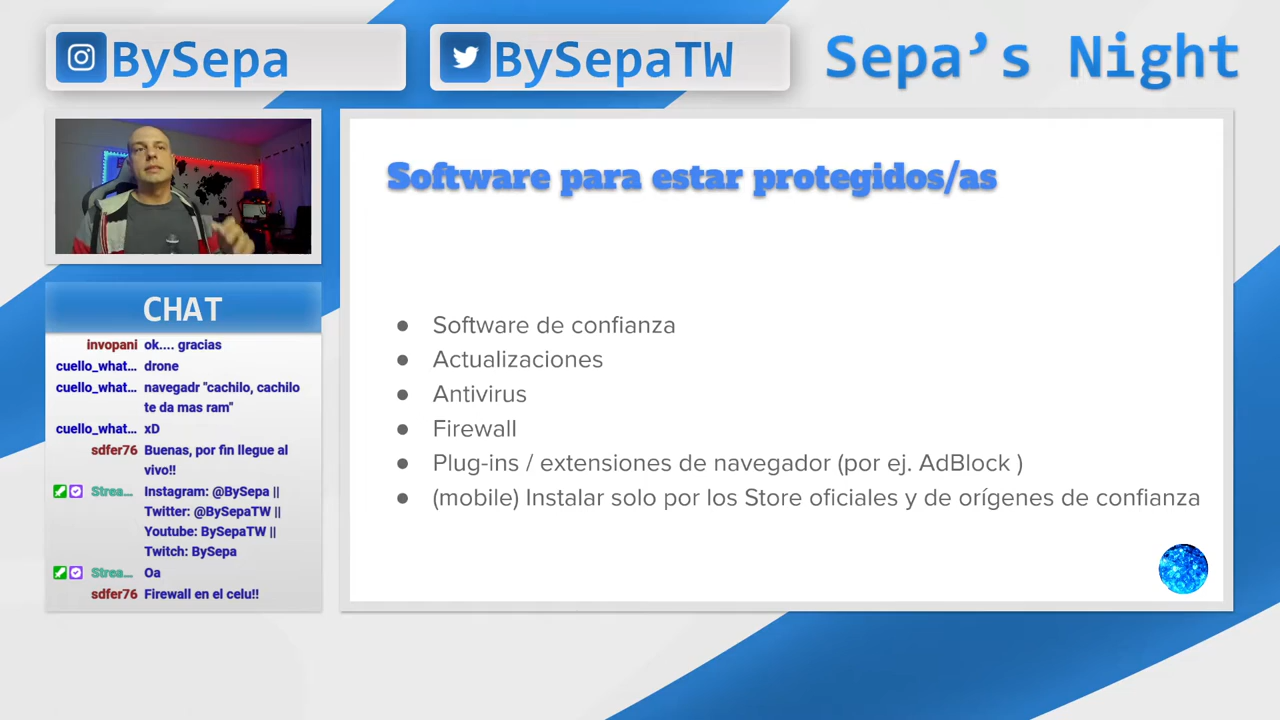 BySepa
BySepaTW
Sepa's Night
Software para estar protegidos/as
● Software de confianza
● Actualizaciones
● Antivirus
● Firewall
● Plug-ins / extensiones de navegador (por ej. AdBlock )
● (mobile) Instalar solo por los Store oficiales y de orígenes de confianza
CHAT
invopani ok.... gracias
cuello_what... drone
cuello_what... navegadr "cachilo, cachilo
te da mas ram"
cuello_what... xD
sdfer76 Buenas, por fin llegue al
vivo!!
Strea... Instagram: @BySepa ||
Twitter: @BySepaTW ||
Youtube: BySepaTW ||
Twitch: BySepa
Strea... Oa
sdfer76 Firewall en el celu!!